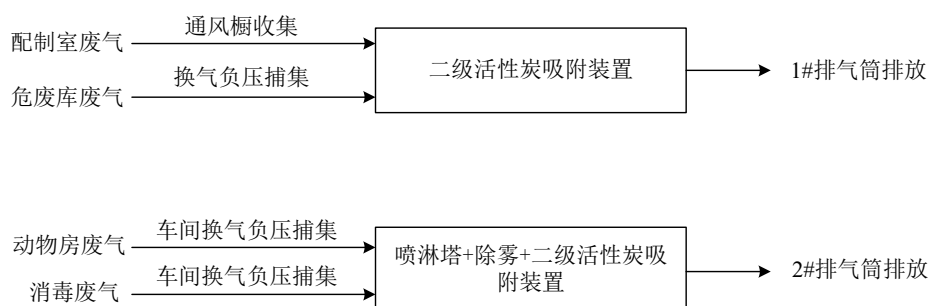 通风橱收集
配制室废气
二级活性炭吸附装置
1#排气筒排放
换气负压捕集
危废库废气
车间换气负压捕集
动物房废气
喷淋塔+除雾+二级活性炭吸
附装置
2#排气筒排放
车间换气负压捕集
消毒废气